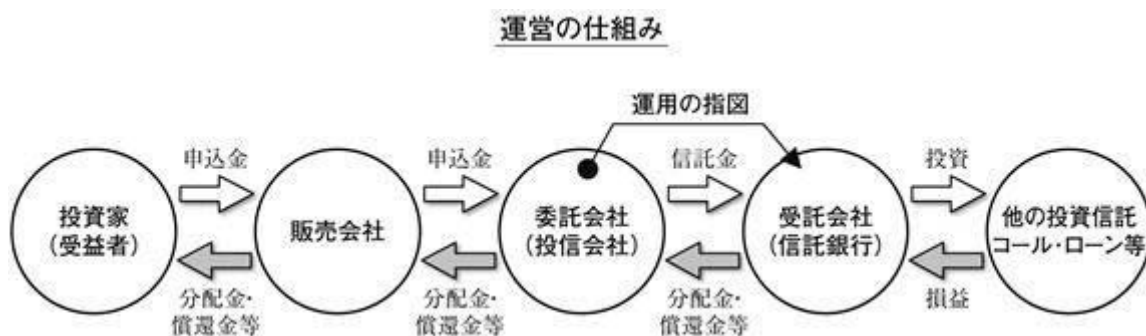 運営の仕組み
運用の指図
申込金
申込金
信託金
投資
投資家
(受益者)
販売会社
委託会社
(投信会社)
受託会社
(信託銀行)
他の投資信託
コール・ローン等
分配金・
償還金等
分配金・
償還金等
分配金・
償還金等
損益